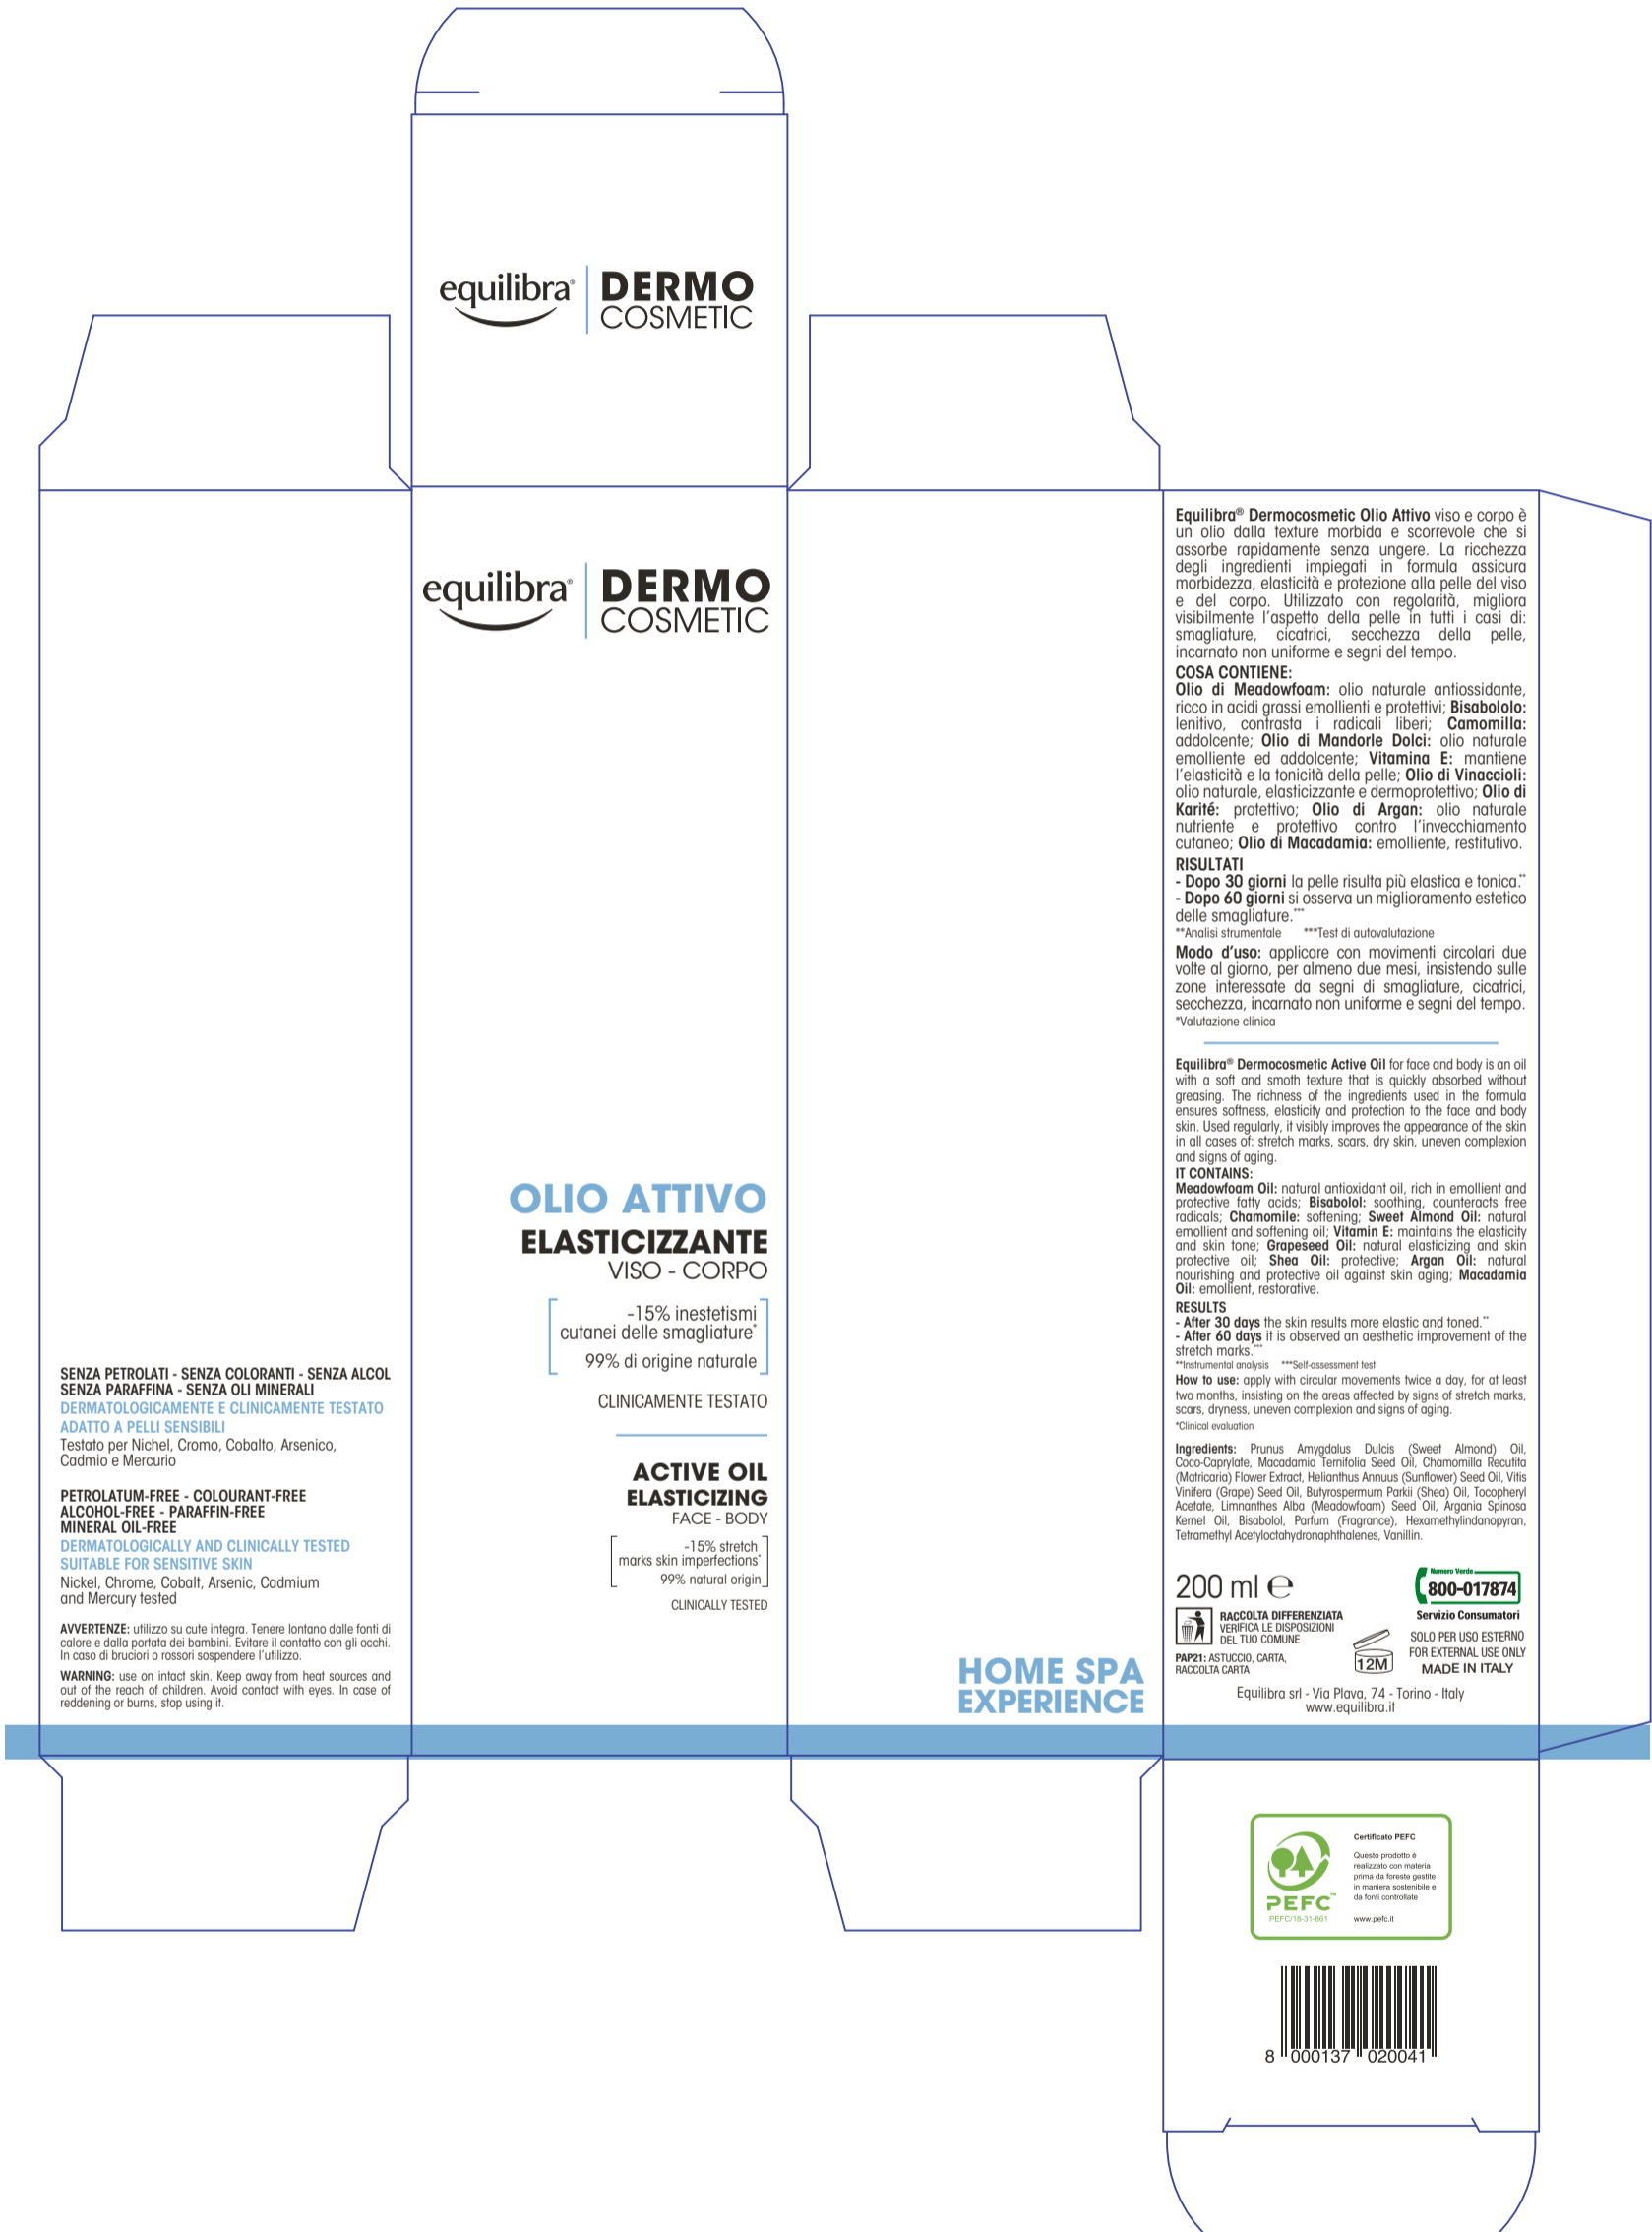 equilibra® DERMO
COSMETIC
equilibra® DERMO
COSMETIC
OLIO ATTIVO
ELASTICIZZANTE
VISO - CORPO
-15% inestetismi
cutanei delle smagliature*
99% di origine naturale
CLINICAMENTE TESTATO
ACTIVE OIL
ELASTICIZING
FACE - BODY
-15% stretch
marks skin imperfections*
99% natural origin
CLINICALLY TESTED
SENZA PETROLATI - SENZA COLORANTI - SENZA ALCOL
SENZA PARAFFINA - SENZA OLI MINERALI
DERMATOLOGICAMENTE E CLINICAMENTE TESTATO
ADATTO A PELLI SENSIBILI
Testato per Nichel, Cromo, Cobalto, Arsenico,
Cadmio e Mercurio
PETROLATUM-FREE - COLOURANT-FREE
ALCOHOL-FREE - PARAFFIN-FREE
MINERAL OIL-FREE
DERMATOLOGICALLY AND CLINICALLY TESTED
SUITABLE FOR SENSITIVE SKIN
Nickel, Chrome, Cobalt, Arsenic, Cadmium
and Mercury tested
AVVERTENZE: utilizzo su cute integra. Tenere lontano dalle fonti di
calore e dalla portata dei bambini. Evitare il contatto con gli occhi.
In caso di bruciori o rossori sospendere l'utilizzo.
WARNING: use on intact skin. Keep away from heat sources and
out of the reach of children. Avoid contact with eyes. In case of
reddening or burns, stop using it.
HOME SPA
EXPERIENCE
Equilibra® Dermocosmetic Olio Attivo viso e corpo è
un olio dalla texture morbida e scorrevole che si
assorbe rapidamente senza ungere. La ricchezza
degli ingredienti impiegati in formula assicura
morbidezza, elasticità e protezione alla pelle del viso
e del corpo. Utilizzato con regolarità, migliora
visibilmente l'aspetto della pelle in tutti i casi di:
smagliature, cicatrici, secchezza della pelle,
incarnato non uniforme e segni del tempo.
COSA CONTIENE:
Olio di Meadowfoam: olio naturale antiossidante,
ricco in acidi grassi emollienti e protettivi; Bisabololo:
lenitivo, contrasta i radicali liberi; Camomilla:
addolcente; Olio di Mandorle Dolci: olio naturale
emolliente ed addolcente; Vitamina E: mantiene
l'elasticità e la tonicità della pelle; Olio di Vinaccioli:
olio naturale, elasticizzante e dermoprotettivo; Olio di
Karité: protettivo; Olio di Argan: olio naturale
nutriente e protettivo contro l'invecchiamento
cutaneo; Olio di Macadamia: emolliente, restitutivo.
RISULTATI
- Dopo 30 giorni la pelle risulta più elastica e tonica.**
- Dopo 60 giorni si osserva un miglioramento estetico
delle smagliature.***
**Analisi strumentale ***Test di autovalutazione
Modo d'uso: applicare con movimenti circolari due
volte al giorno, per almeno due mesi, insistendo sulle
zone interessate da segni di smagliature, cicatrici,
secchezza, incarnato non uniforme e segni del tempo.
*Valutazione clinica
Equilibra® Dermocosmetic Active Oil for face and body is an oil
with a soft and smoth texture that is quickly absorbed without
greasing. The richness of the ingredients used in the formula
ensures softness, elasticity and protection to the face and body
skin. Used regularly, it visibly improves the appearance of the skin
in all cases of: stretch marks, scars, dry skin, uneven complexion
and signs of aging.
IT CONTAINS:
Meadowfoam Oil: natural antioxidant oil, rich in emollient and
protective fatty acids; Bisabolol: soothing, counteracts free
radicals; Chamomile: softening; Sweet Almond Oil: natural
emollient and softening oil; Vitamin E: maintains the elasticity
and skin tone; Grapeseed Oil: natural elasticizing and skin
protective oil; Shea Oil: protective; Argan Oil: natural
nourishing and protective oil against skin aging; Macadamia
Oil: emollient, restorative.
RESULTS
- After 30 days the skin results more elastic and toned.**
- After 60 days it is observed an aesthetic improvement of the
stretch marks.***
**Instrumental analysis ***Self-assessment test
How to use: apply with circular movements twice a day, for at least
two months, insisting on the areas affected by signs of stretch marks,
scars, dryness, uneven complexion and signs of aging.
*Clinical evaluation
Ingredients: Prunus Amygdalus Dulcis (Sweet Almond) Oil,
Coco-Caprylate, Macadamia Ternifolia Seed Oil, Chamomilla Recutita
(Matricaria) Flower Extract, Helianthus Annuus (Sunflower) Seed Oil, Vitis
Vinifera (Grape) Seed Oil, Butyrospermum Parkii (Shea) Oil, Tocopheryl
Acetate, Limnanthes Alba (Meadowfoam) Seed Oil, Argania Spinosa
Kernel Oil, Bisabolol, Parfum (Fragrance), Hexamethylindanopyran,
Tetramethyl Acetyloctahydronaphthalenes, Vanillin.
200 ml ℮
Numero Verde
800-017874
Servizio Consumatori
RACCOLTA DIFFERENZIATA
VERIFICA LE DISPOSIZIONI
DEL TUO COMUNE
PAP21: ASTUCCIO, CARTA,
RACCOLTA CARTA
12M
SOLO PER USO ESTERNO
FOR EXTERNAL USE ONLY
MADE IN ITALY
Equilibra srl - Via Plava, 74 - Torino - Italy
www.equilibra.it
PEFC™
PEFC/18-31-861
Certificato PEFC
Questo prodotto è
realizzato con materia
prima da foreste gestite
in maniera sostenibile e
da fonti controllate
www.pefc.it
8 000137 020041